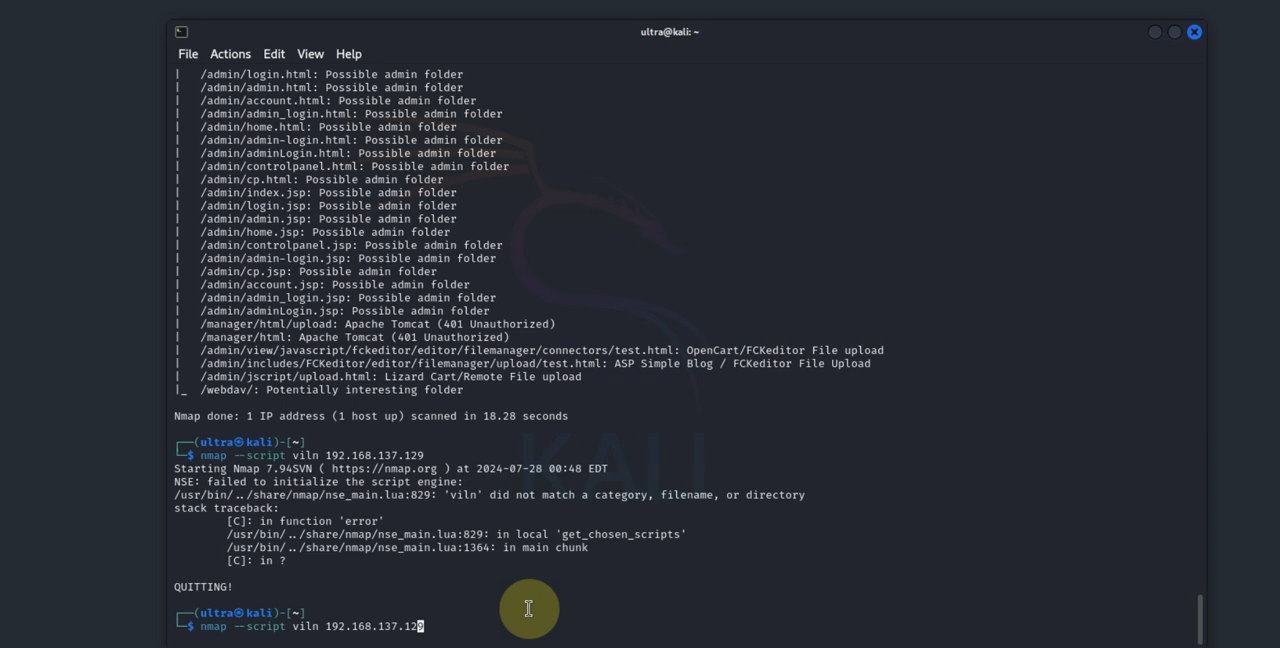 ultra@kali: ~
File Actions Edit View Help
| /admin/login.html: Possible admin folder
| /admin/admin.html: Possible admin folder
| /admin/account.html: Possible admin folder
| /admin/admin_login.html: Possible admin folder
| /admin/home.html: Possible admin folder
| /admin/admin-login.html: Possible admin folder
| /admin/adminLogin.html: Possible admin folder
| /admin/controlpanel.html: Possible admin folder
| /admin/cp.html: Possible admin folder
| /admin/index.jsp: Possible admin folder
| /admin/login.jsp: Possible admin folder
| /admin/admin.jsp: Possible admin folder
| /admin/home.jsp: Possible admin folder
| /admin/controlpanel.jsp: Possible admin folder
| /admin/admin-login.jsp: Possible admin folder
| /admin/cp.jsp: Possible admin folder
| /admin/account.jsp: Possible admin folder
| /admin/admin_login.jsp: Possible admin folder
| /admin/adminLogin.jsp: Possible admin folder
| /manager/html/upload: Apache Tomcat (401 Unauthorized)
| /manager/html: Apache Tomcat (401 Unauthorized)
| /admin/view/javascript/fckeditor/editor/filemanager/connectors/test.html: OpenCart/FCKeditor File upload
| /admin/includes/FCKeditor/editor/filemanager/upload/test.html: ASP Simple Blog / FCKeditor File Upload
| /admin/jscript/upload.html: Lizard Cart/Remote File upload
|_ /webdav/: Potentially interesting folder
Nmap done: 1 IP address (1 host up) scanned in 18.28 seconds
┌──(ultra㉿kali)-[~]
└─$ nmap --script viln 192.168.137.129
Starting Nmap 7.94SVN ( https://nmap.org ) at 2024-07-28 00:48 EDT
NSE: failed to initialize the script engine:
/usr/bin/../share/nmap/nse_main.lua:829: 'viln' did not match a category, filename, or directory
stack traceback:
[C]: in function 'error'
/usr/bin/../share/nmap/nse_main.lua:829: in local 'get_chosen_scripts'
/usr/bin/../share/nmap/nse_main.lua:1364: in main chunk
[C]: in ?
QUITTING!
┌──(ultra㉿kali)-[~]
└─$ nmap --script viln 192.168.137.129
KALI